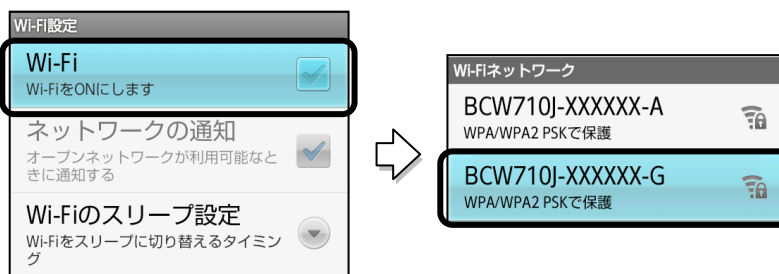 Wi-Fi設定
Wi-Fi
Wi-FiをONにします
ネットワークの通知
オープンネットワークが利用可能なと
きに通知する
Wi-Fiのスリープ設定
Wi-Fiをスリープに切り替えるタイミン
グ
Wi-Fiネットワーク
BCW710J-XXXXXX-A
WPA/WPA2 PSKで保護
BCW710J-XXXXXX-G
WPA/WPA2 PSKで保護